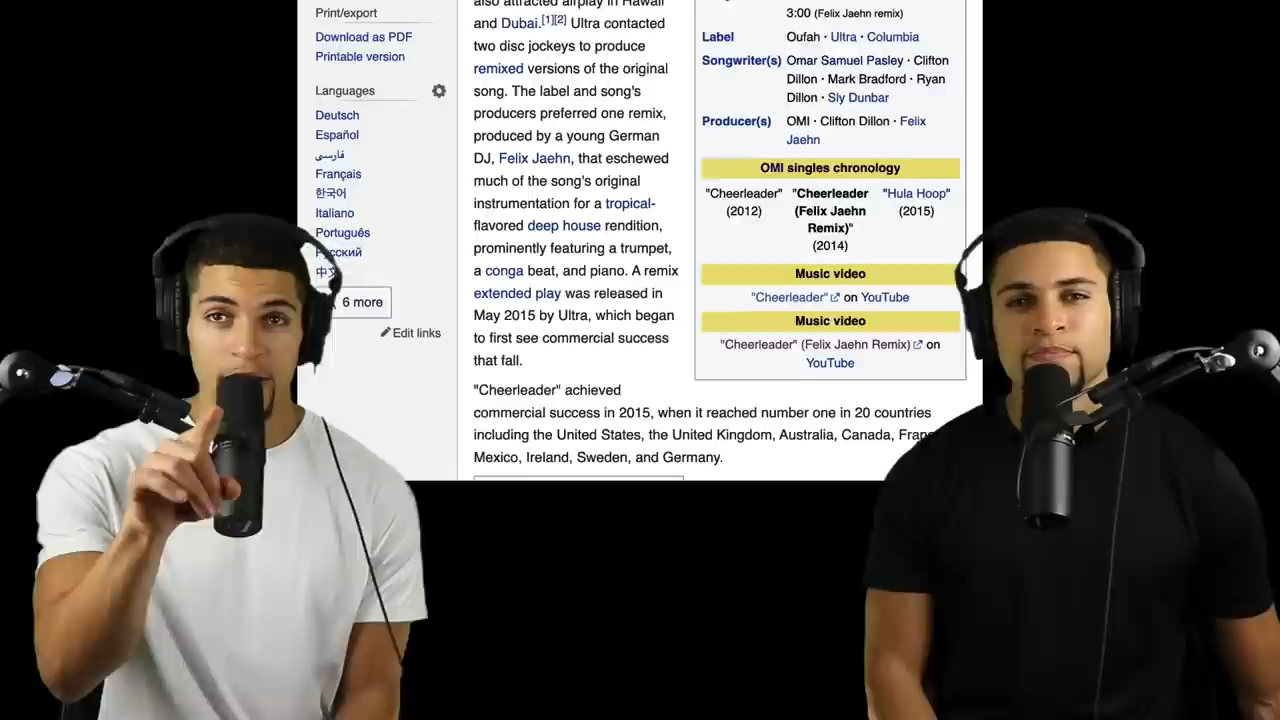 Print/export
Download as PDF
Printable version
Languages
Deutsch
Español
فارسی
Français
한국어
Italiano
Português
Русский
中文
6 more
Edit links
also attracted airplay in Hawaii
and Dubai.[1][2] Ultra contacted
two disc jockeys to produce
remixed versions of the original
song. The label and song's
producers preferred one remix,
produced by a young German
DJ, Felix Jaehn, that eschewed
much of the song's original
instrumentation for a tropical-
flavored deep house rendition,
prominently featuring a trumpet,
a conga beat, and piano. A remix
extended play was released in
May 2015 by Ultra, which began
to first see commercial success
that fall.
"Cheerleader" achieved
commercial success in 2015, when it reached number one in 20 countries
including the United States, the United Kingdom, Australia, Canada,
Mexico, Ireland, Sweden, and Germany.
3:00 (Felix Jaehn remix)
Label Oufah · Ultra · Columbia
Songwriter(s) Omar Samuel Pasley · Clifton
Dillon · Mark Bradford · Ryan
Dillon · Sly Dunbar
Producer(s) OMI · Clifton Dillon · Felix
Jaehn
OMI singles chronology
"Cheerleader" "Cheerleader "Hula Hoop"
(2012) (Felix Jaehn (2015)
Remix)"
(2014)
Music video
"Cheerleader" on YouTube
Music video
"Cheerleader" (Felix Jaehn Remix) on
YouTube